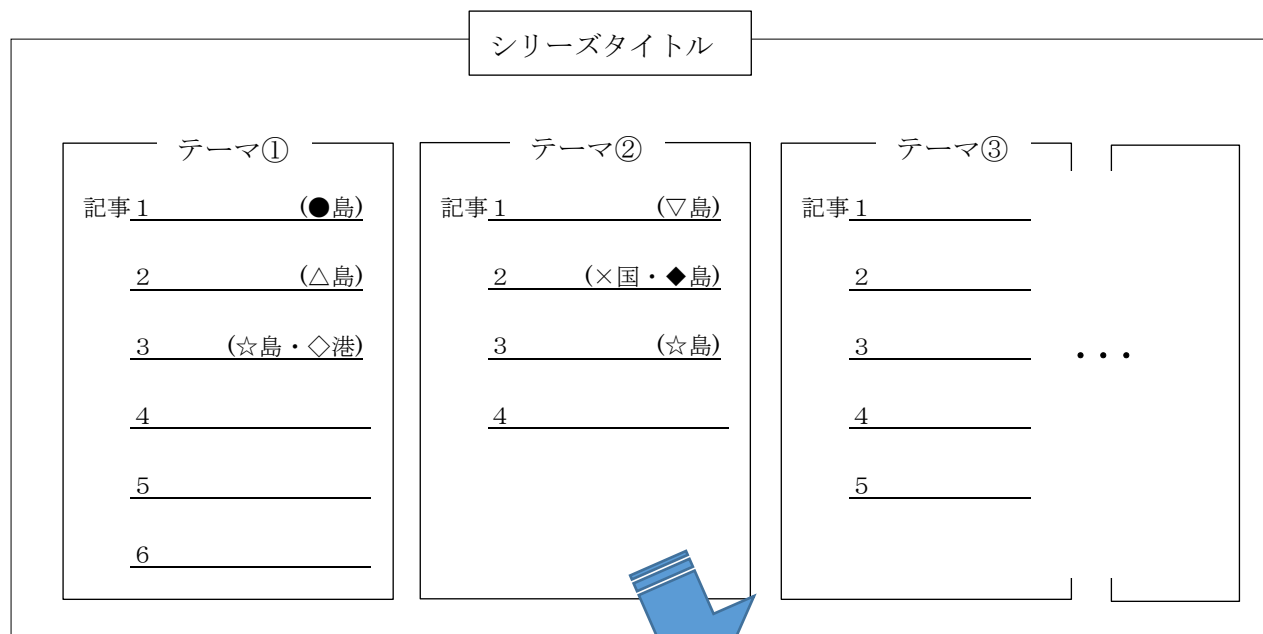 シリーズタイトル
テーマ①
記事１ (●島)
２ (△島)
３ (☆島・◇港)
４
５
６
テーマ②
記事１ (▽島)
２ (×国・◆島)
３ (☆島)
４
テーマ③
記事１
２
３
４
５
・・・